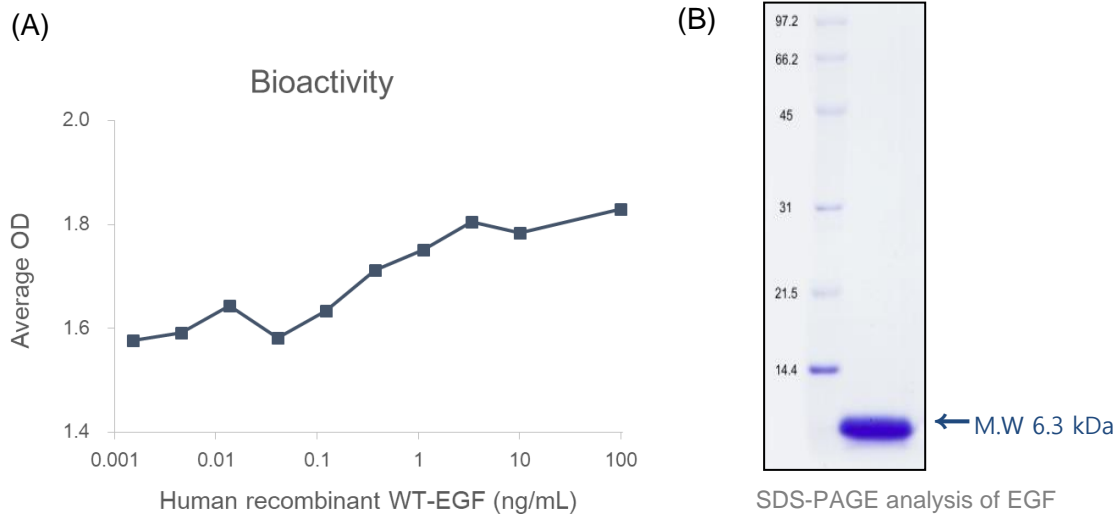 (A)
Bioactivity
2.0
1.8
1.6
1.4
Average OD
0.001 0.01 0.1 1 10 100
Human recombinant WT-EGF (ng/mL)
(B)
97.2
66.2
45
31
21.5
14.4
M.W 6.3 kDa
SDS-PAGE analysis of EGF